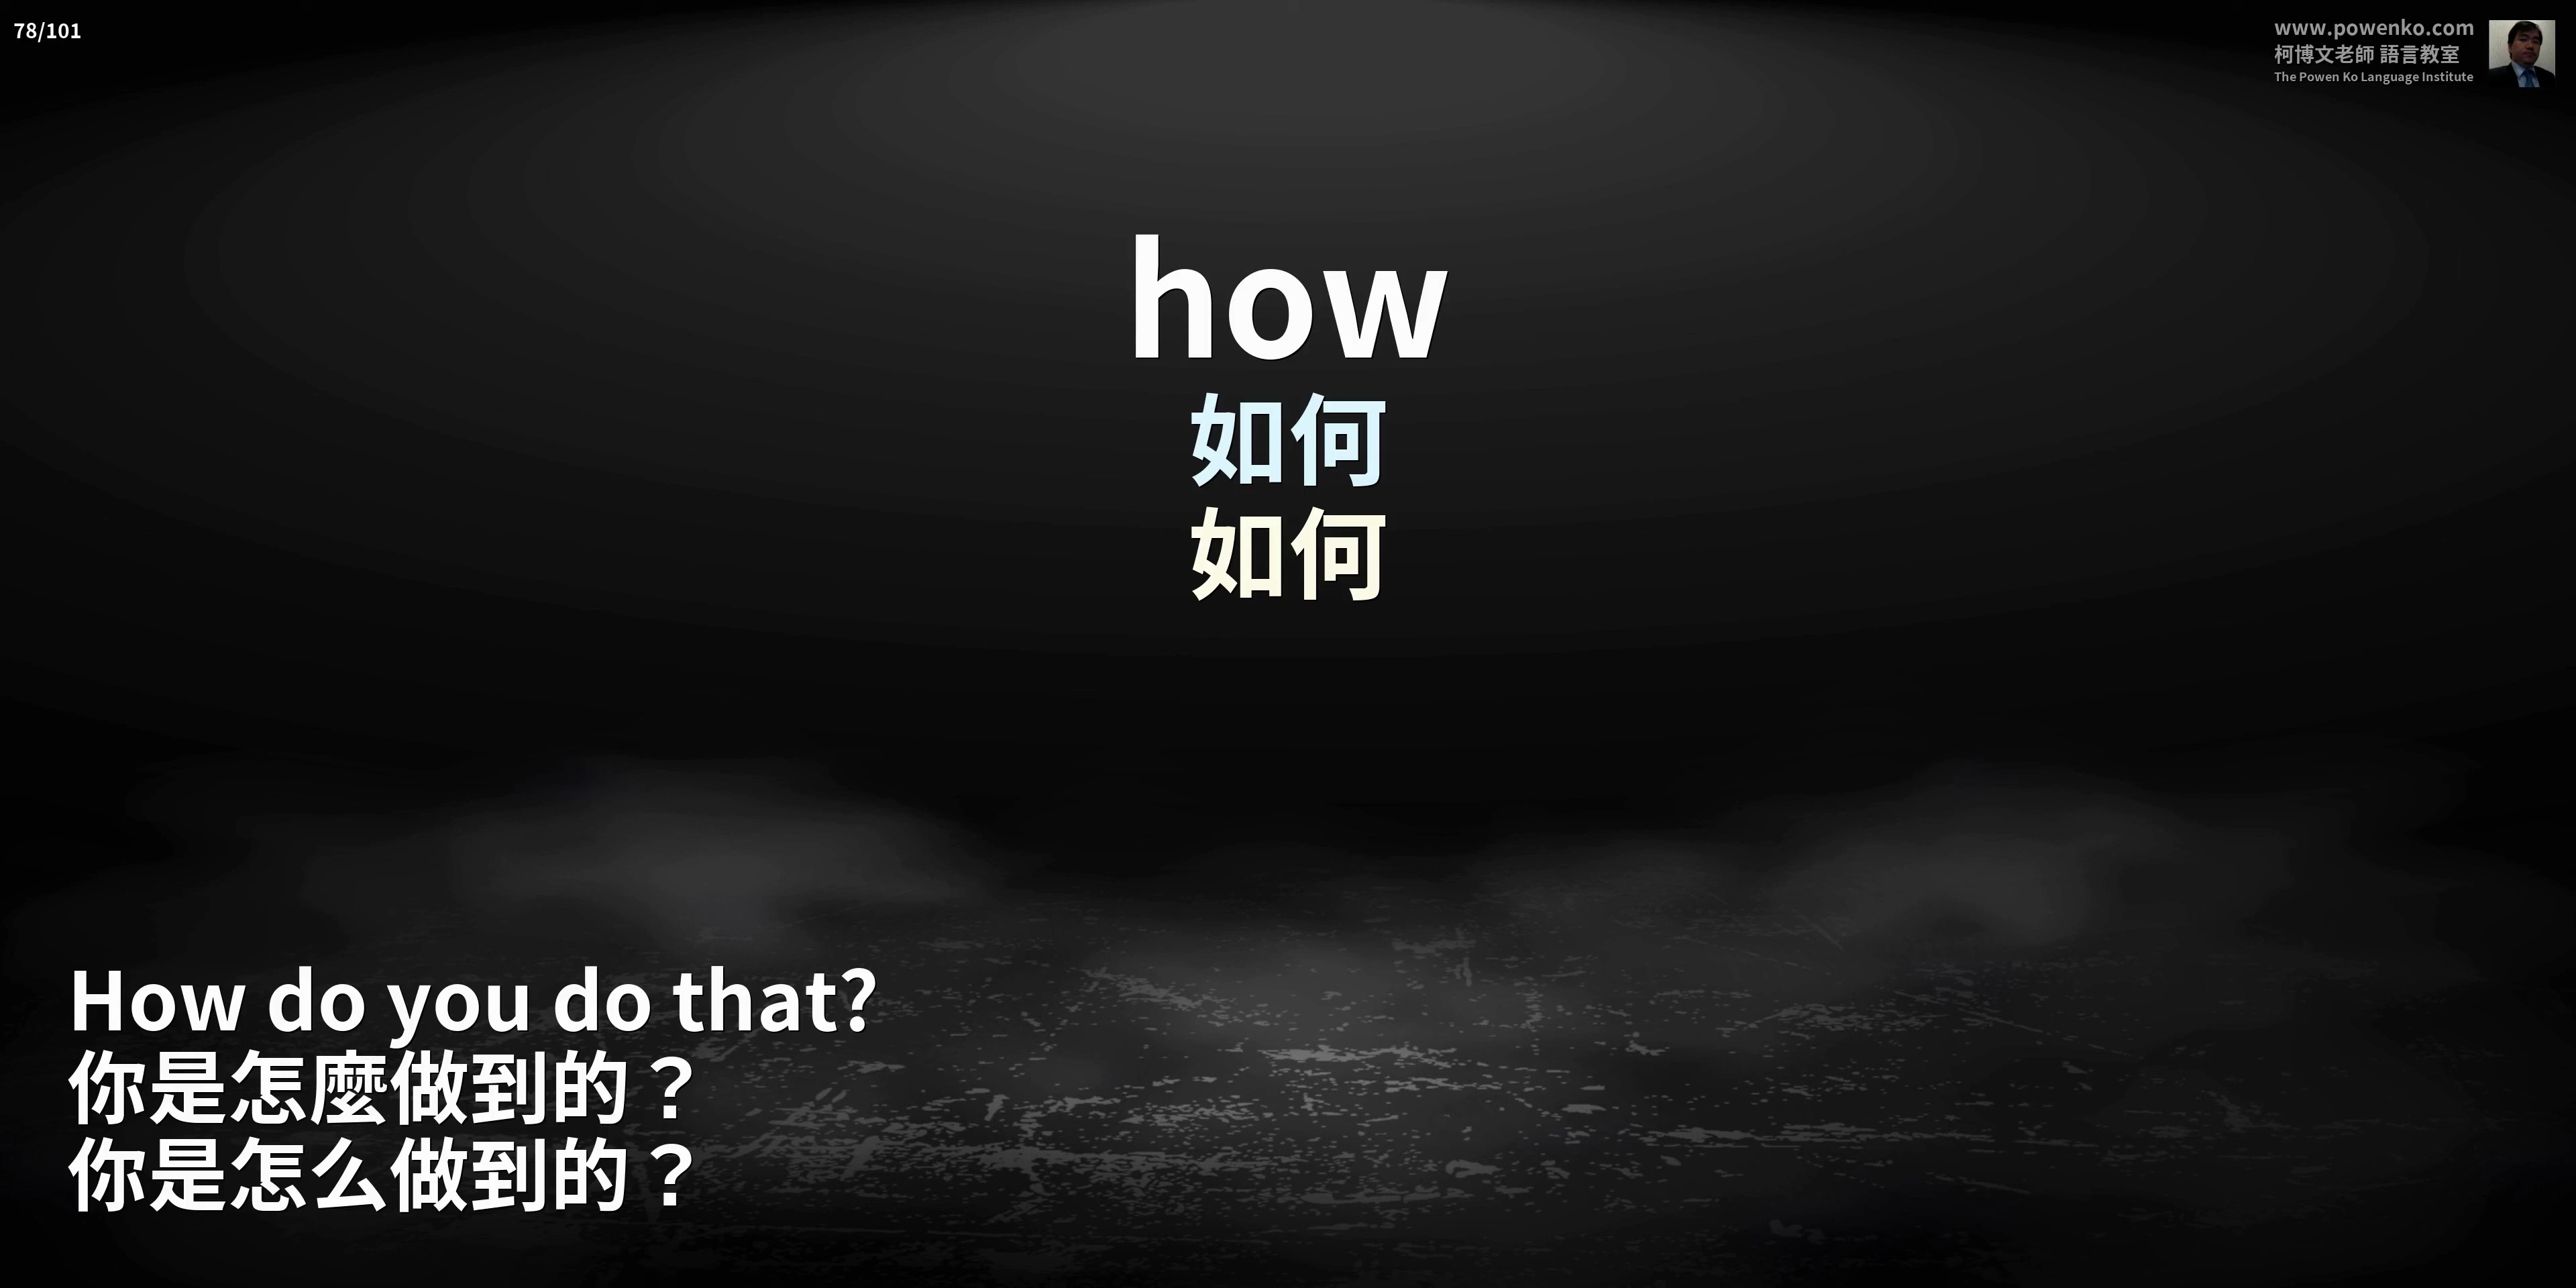 78/101
www.powenko.com
柯博文老師 語言教室
The Powen Ko Language Institute
how
如何
如何
How do you do that?
你是怎麼做到的？
你是怎么做到的？